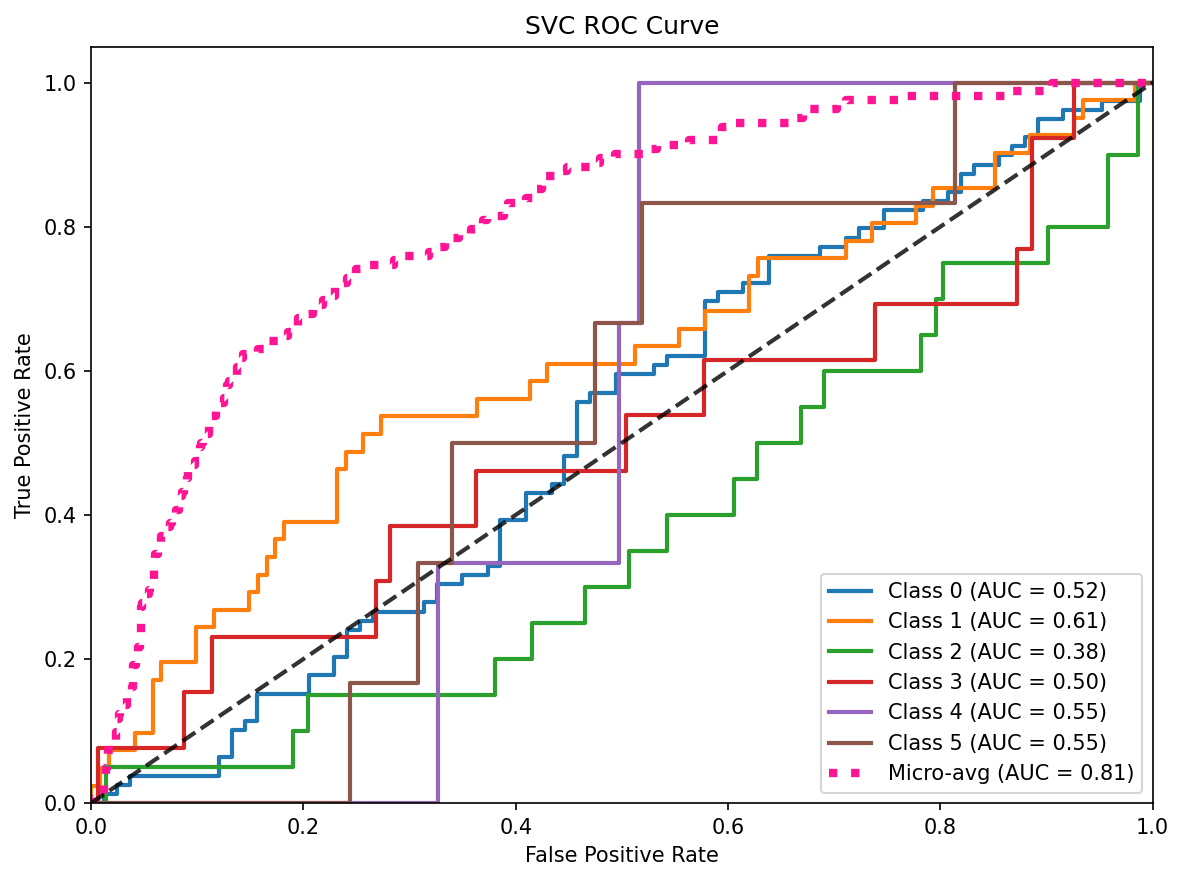 SVC ROC Curve
True Positive Rate
1.0
0.8
0.6
0.4
0.2
0.0
0.0 0.2 0.4 0.6 0.8 1.0
False Positive Rate
Class 0 (AUC = 0.52)
Class 1 (AUC = 0.61)
Class 2 (AUC = 0.38)
Class 3 (AUC = 0.50)
Class 4 (AUC = 0.55)
Class 5 (AUC = 0.55)
Micro-avg (AUC = 0.81)